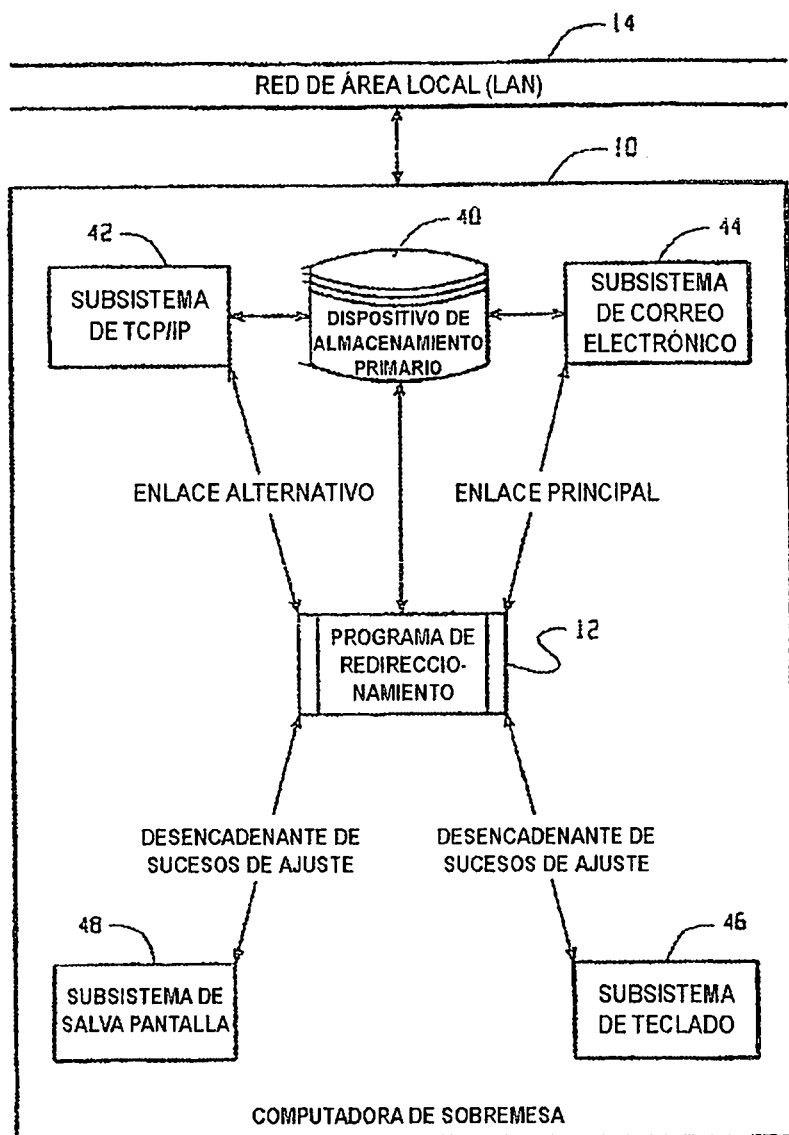 14
RED DE ÁREA LOCAL (LAN)
10
42
40
44
SUBSISTEMA
DE TCP/IP
DISPOSITIVO DE
ALMACENAMIENTO
PRIMARIO
SUBSISTEMA
DE CORREO
ELECTRÓNICO
ENLACE ALTERNATIVO
ENLACE PRINCIPAL
PROGRAMA DE
REDIRECCIO-
NAMIENTO
12
DESENCADENANTE DE
SUCESOS DE AJUSTE
DESENCADENANTE DE
SUCESOS DE AJUSTE
48
46
SUBSISTEMA DE
SALVA PANTALLA
SUBSISTEMA
DE TECLADO
COMPUTADORA DE SOBREMESA